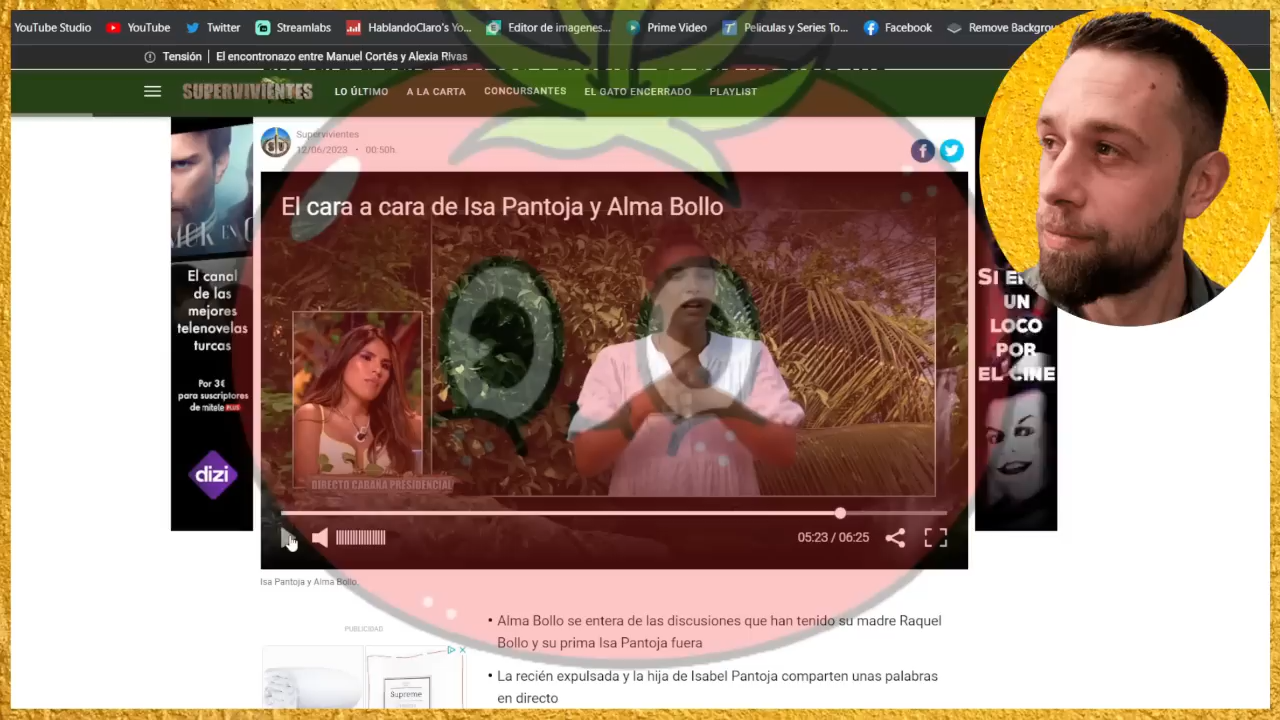 YouTube Studio
YouTube
Twitter
Streamlabs
HablandoClaro's Yo...
Editor de imagenes...
Prime Video
Peliculas y Series To...
Facebook
Remove Backgrou
Tensión | El encontronazo entre Manuel Cortés y Alexia Rivas
SUPERVIVIENTES
LO ÚLTIMO
A LA CARTA
CONCURSANTES
EL GATO ENCERRADO
PLAYLIST
Supervivientes
12/06/2023 • 00:50h.
El cara a cara de Isa Pantoja y Alma Bollo
El canal
de las
mejores
telenovelas
turcas
Por 3€
para suscriptores
de mitele PLUS
dizi
DIRECTO CABAÑA PRESIDENCIAL
05:23 / 06:25
UN
LOCO
POR
EL CINE
Isa Pantoja y Alma Bollo.
PUBLICIDAD
Supreme
• Alma Bollo se entera de las discusiones que han tenido su madre Raquel
Bollo y su prima Isa Pantoja fuera
• La recién expulsada y la hija de Isabel Pantoja comparten unas palabras
en directo